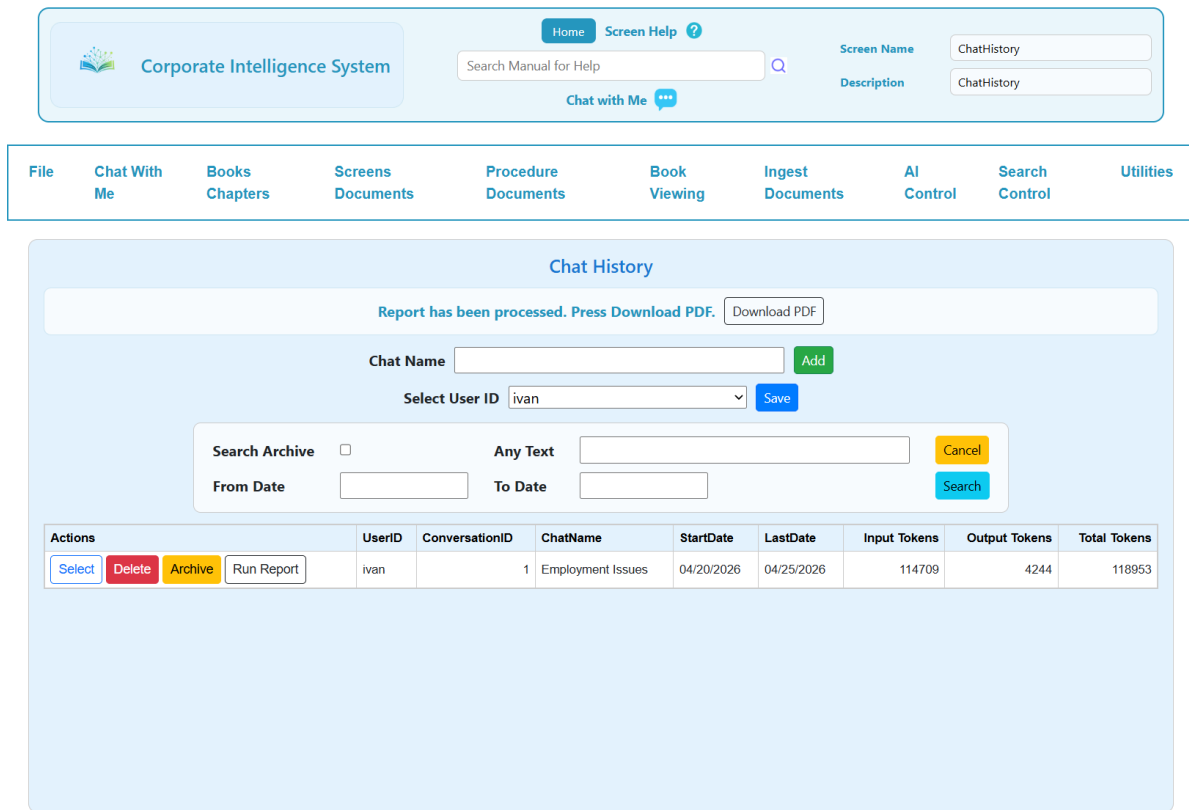 Home Screen Help ?
Corporate Intelligence System
Search Manual for Help
Chat with Me
Screen Name ChatHistory
Description ChatHistory
File Chat With Me Books Chapters Screens Documents Procedure Documents Book Viewing Ingest Documents AI Control Search Control Utilities
Chat History
Report has been processed. Press Download PDF. Download PDF
Chat Name Add
Select User ID ivan Save
Search Archive Any Text Cancel
From Date To Date Search
Actions UserID ConversationID ChatName StartDate LastDate Input Tokens Output Tokens Total Tokens
Select Delete Archive Run Report ivan 1 Employment Issues 04/20/2026 04/25/2026 114709 4244 118953